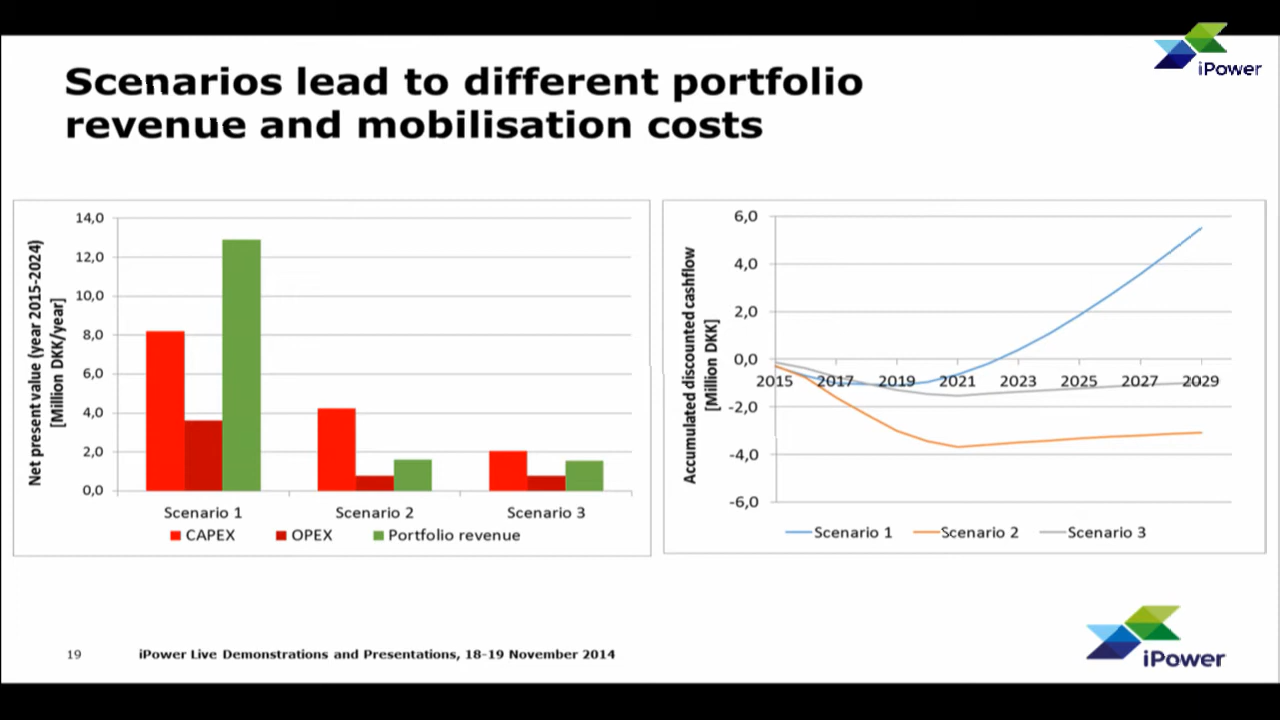 iPower
Scenarios lead to different portfolio
revenue and mobilisation costs
Net present value (year 2015-2024)
[Million DKK/year]
14,0
12,0
10,0
8,0
6,0
4,0
2,0
0,0
Scenario 1 Scenario 2 Scenario 3
CAPEX OPEX Portfolio revenue
Accumulated discounted cashflow
[Million DKK]
6,0
4,0
2,0
0,0
2015 2017 2019 2021 2023 2025 2027 2029
-2,0
-4,0
-6,0
Scenario 1 Scenario 2 Scenario 3
19 iPower Live Demonstrations and Presentations, 18-19 November 2014
iPower